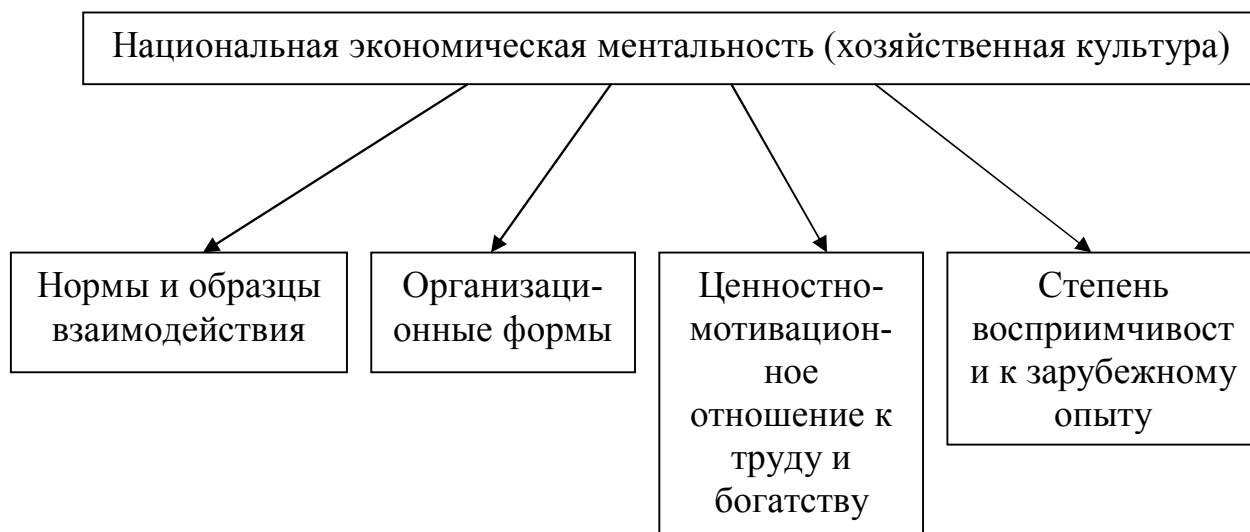 Национальная экономическая ментальность (хозяйственная культура)
Нормы и образцы
взаимодействия
Организаци-
онные формы
Ценностно-
мотивацион-
ное
отношение к
труду и
богатству
Степень
восприимчивост
и к зарубежному
опыту